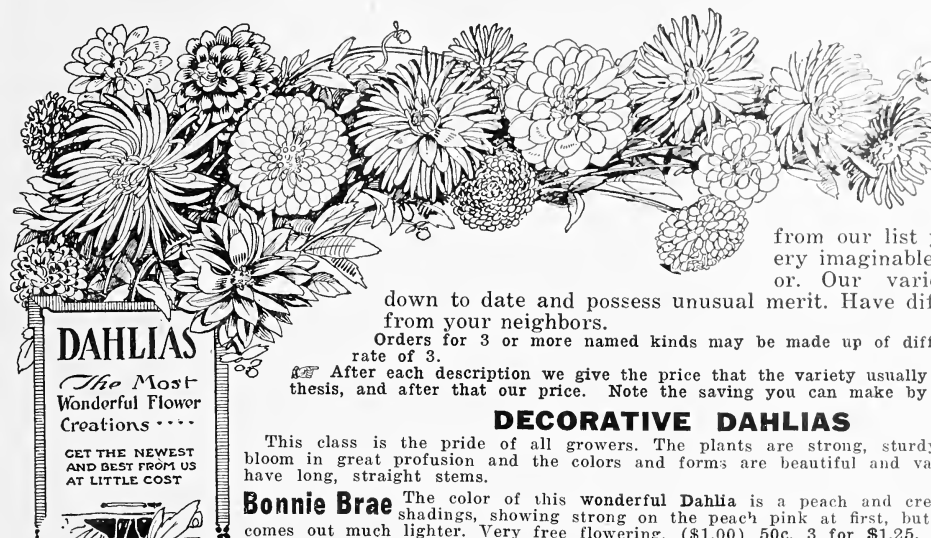 from our list
ery imaginable
or. Our vari
down to date and possess unusual merit. Have dif
from your neighbors.
Orders for 3 or more named kinds may be made up of diff
rate of 3.
After each description we give the price that the variety usually
thesis, and after that our price. Note the saving you can make by
DAHLIAS
The Most
Wonderful Flower
Creations ....
GET THE NEWEST
AND BEST FROM US
AT LITTLE COST
DECORATIVE DAHLIAS
This class is the pride of all growers. The plants are strong, sturdy
bloom in great profusion and the colors and forms are beautiful and va
have long, straight stems.
Bonnie Brae The color of this wonderful Dahlia is a peach and cre
shadings, showing strong on the peach pink at first, but
comes out much lighter. Very free flowering. ($1.00) 50c, 3 for $1.25.